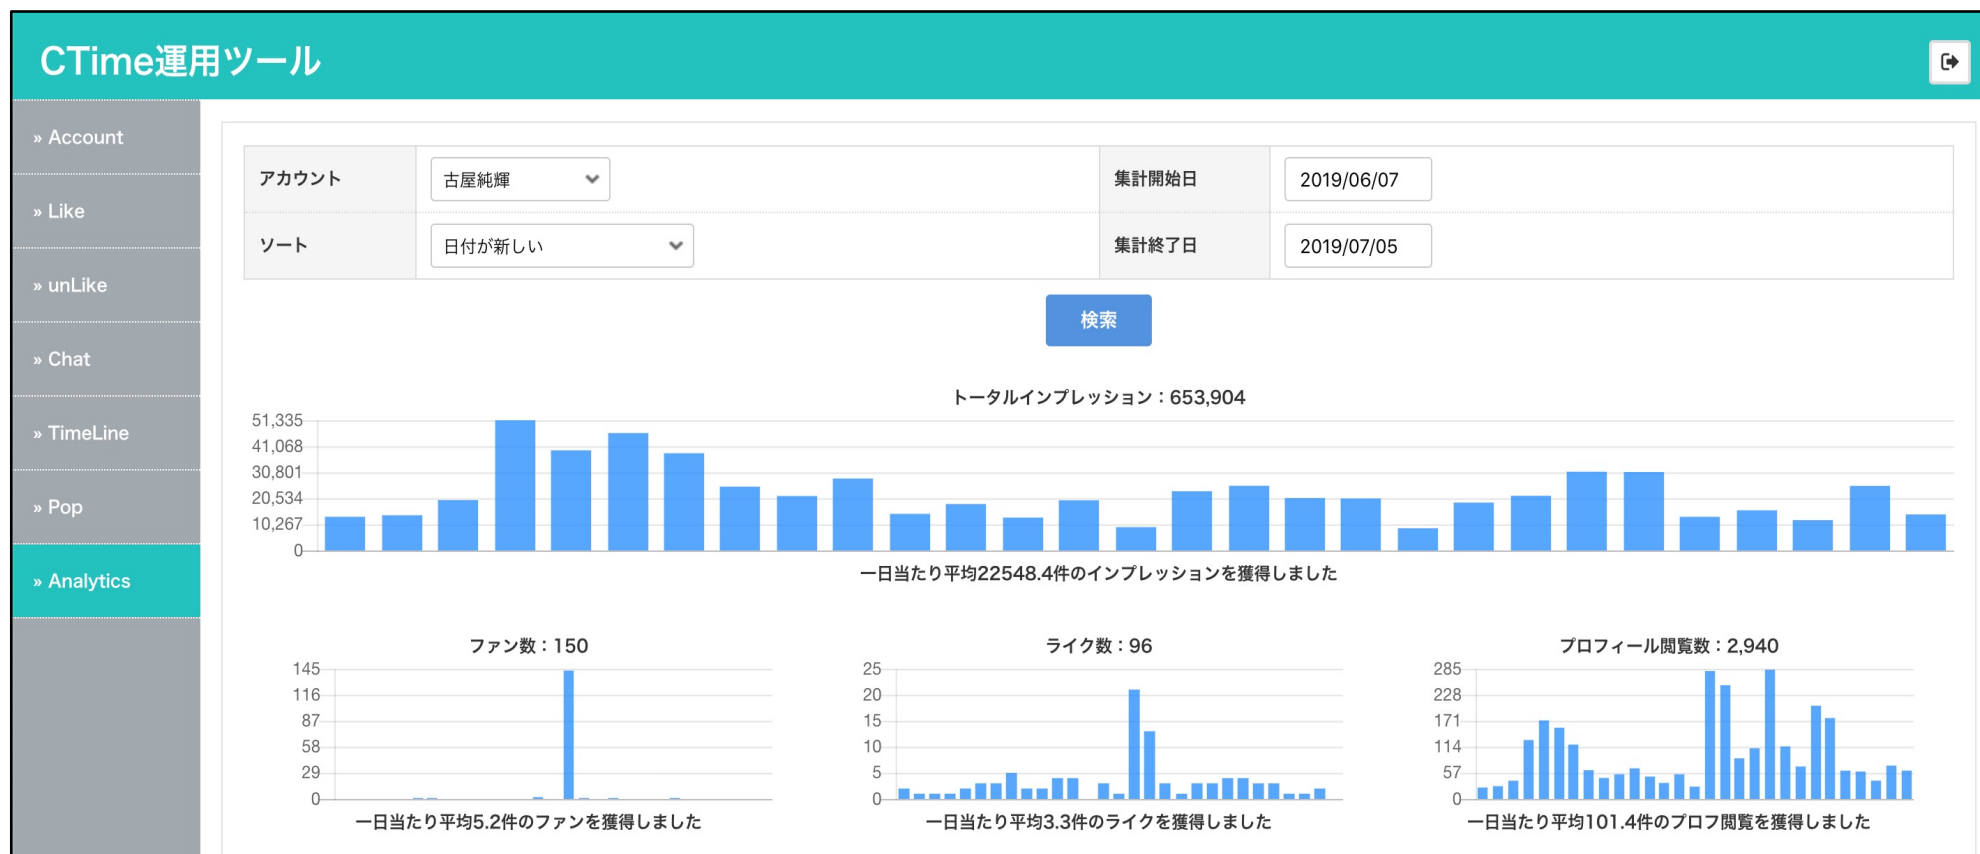 CTime運用ツール
» Account
» Like
» unLike
» Chat
» TimeLine
» Pop
» Analytics
アカウント 古屋純輝 集計開始日 2019/06/07
ソート 日付が新しい 集計終了日 2019/07/05
検索
トータルインプレッション：653,904
51,335
41,068
30,801
20,534
10,267
0
一日当たり平均22548.4件のインプレッションを獲得しました
ファン数：150
145
116
87
58
29
0
一日当たり平均5.2件のファンを獲得しました
ライク数：96
25
20
15
10
5
0
一日当たり平均3.3件のライクを獲得しました
プロフィール閲覧数：2,940
285
228
171
114
57
0
一日当たり平均101.4件のプロフ閲覧を獲得しました